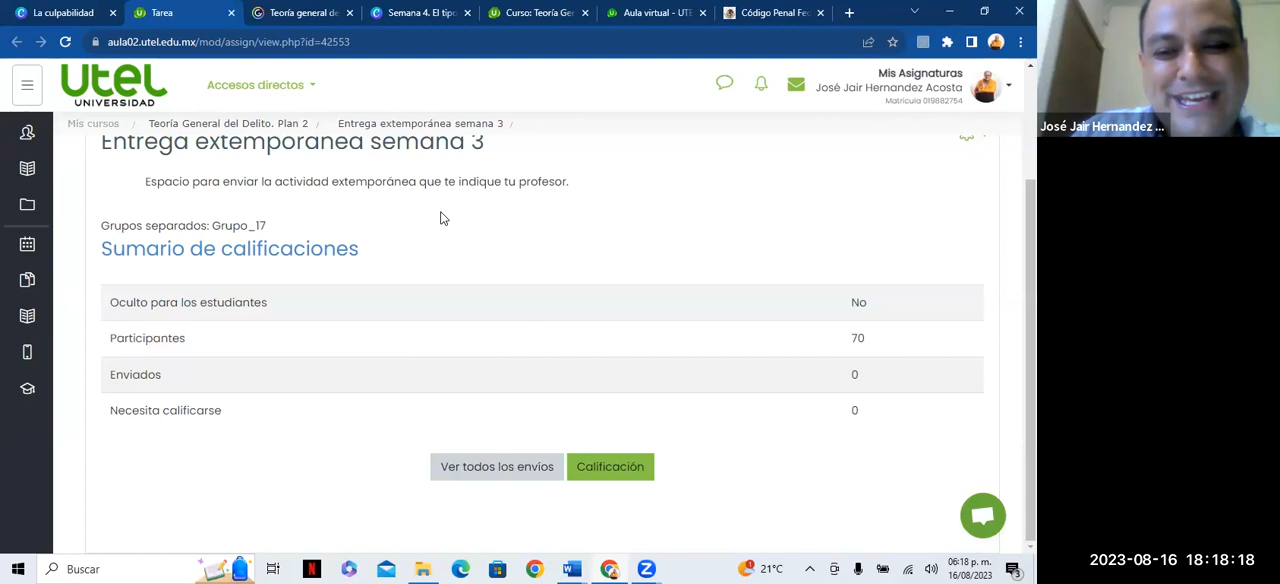 La culpabilidad
Tarea
Teoría general de
Semana 4. El tipo
Curso: Teoría Ge
Aula virtual - UTE
Código Penal Fe
aula02.utel.edu.mx/mod/assign/view.php?id=42553
utel
UNIVERSIDAD
Accesos directos
Mis Asignaturas
José Jair Hernandez Acosta
Matricula 019882754
José Jair Hernandez ...
Mis cursos / Teoría General del Delito. Plan 2 / Entrega extemporánea semana 3 /
Entrega extemporánea semana 3
Espacio para enviar la actividad extemporánea que te indique tu profesor.
Grupos separados: Grupo_17
Sumario de calificaciones
Oculto para los estudiantes No
Participantes 70
Enviados 0
Necesita calificarse 0
Ver todos los envíos
Calificación
Buscar
21°C
06:18 p. m.
16/08/2023
3
2023-08-16 18:18:18